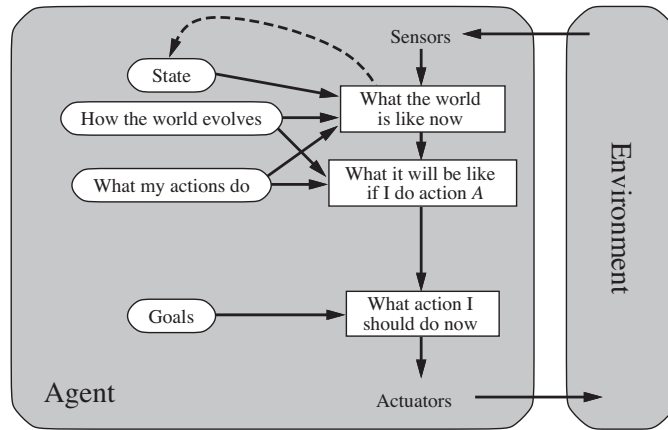 Sensors
State
What the world
is like now
How the world evolves
What my actions do
What it will be like
if I do action A
Goals
What action I
should do now
Agent
Actuators
Environment